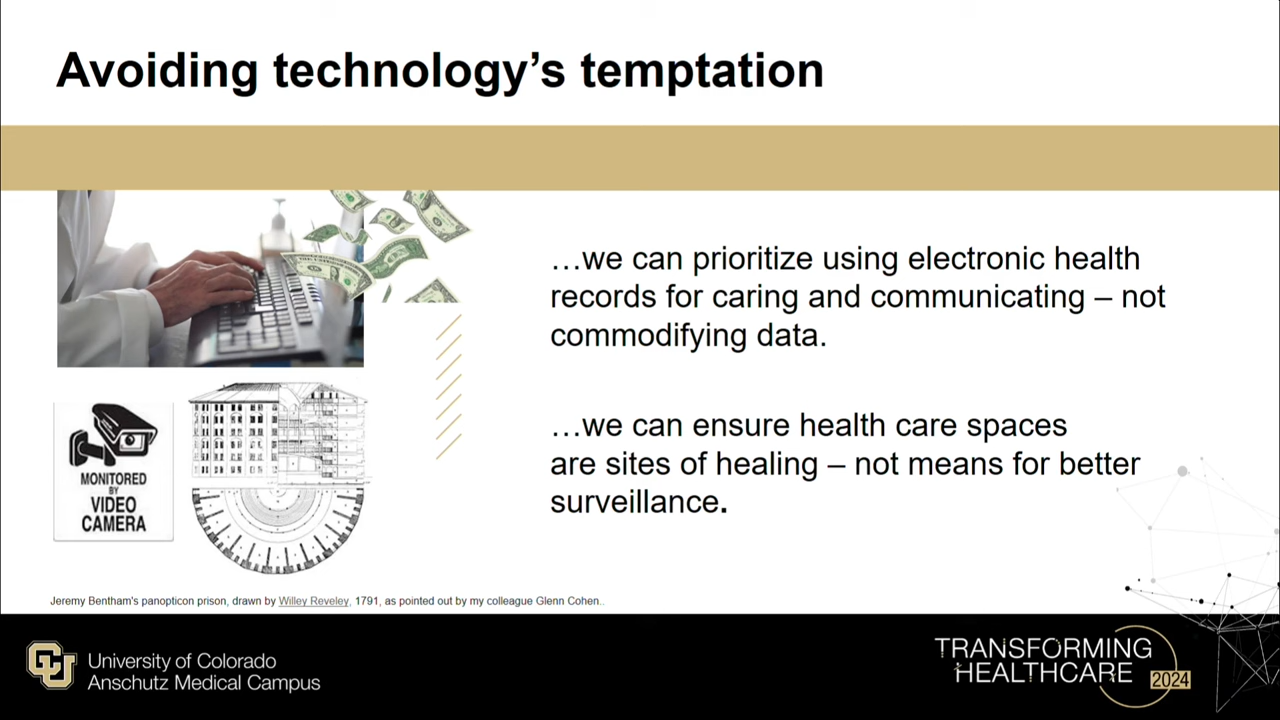 Avoiding technology’s temptation
…we can prioritize using electronic health
records for caring and communicating – not
commodifying data.
…we can ensure health care spaces
are sites of healing – not means for better
surveillance.
MONITORED
BY
VIDEO
CAMERA
Jeremy Bentham's panopticon prison, drawn by Willey Reveley, 1791, as pointed out by my colleague Glenn Cohen..
CU
University of Colorado
Anschutz Medical Campus
TRANSFORMING
HEALTHCARE
2024